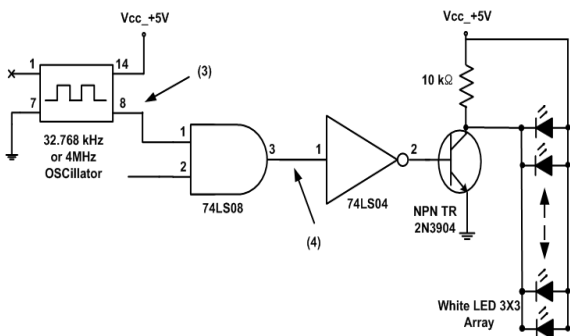 Vcc_+5V
1
14
7
8
(3)
32.768 kHz
or 4MHz
OSCillator
1
2
3
74LS08
(4)
1
2
74LS04
Vcc_+5V
10 kΩ
NPN TR
2N3904
White LED 3X3
Array